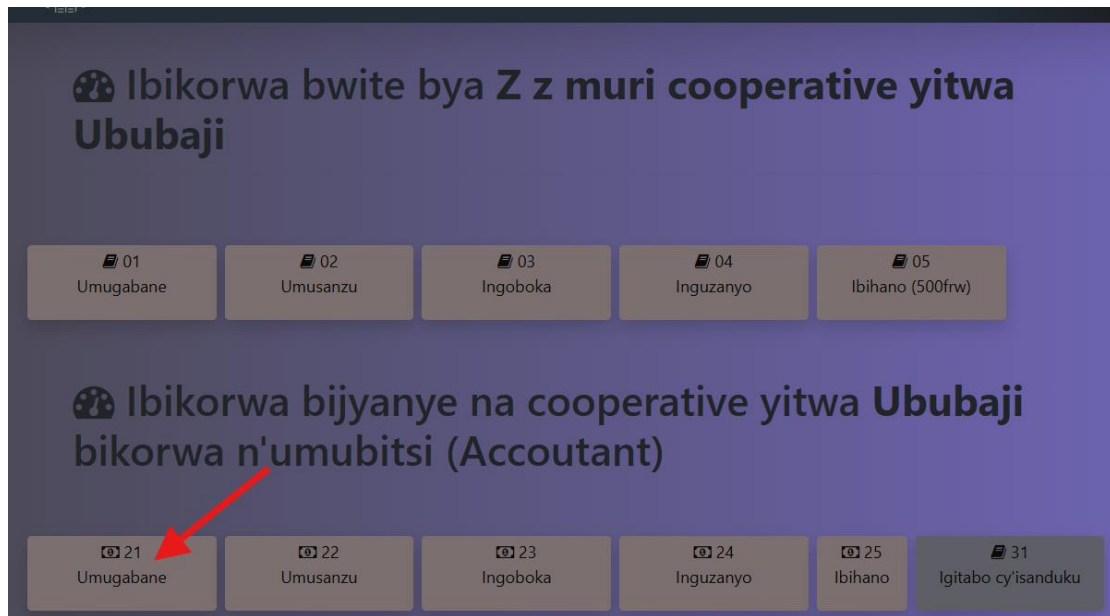 Ibikorwa bwite bya Z z muri cooperative yitwa
Ububaji
01
Umugabane
02
Umusanzu
03
Ingoboka
04
Inguzanyo
05
Ibihano (500frw)
Ibikorwa bijyanye na cooperative yitwa Ububaji
bikorwa n'umubitsi (Accoutant)
21
Umugabane
22
Umusanzu
23
Ingoboka
24
Inguzanyo
25
Ibihano
31
Igitabo cy'isanduku